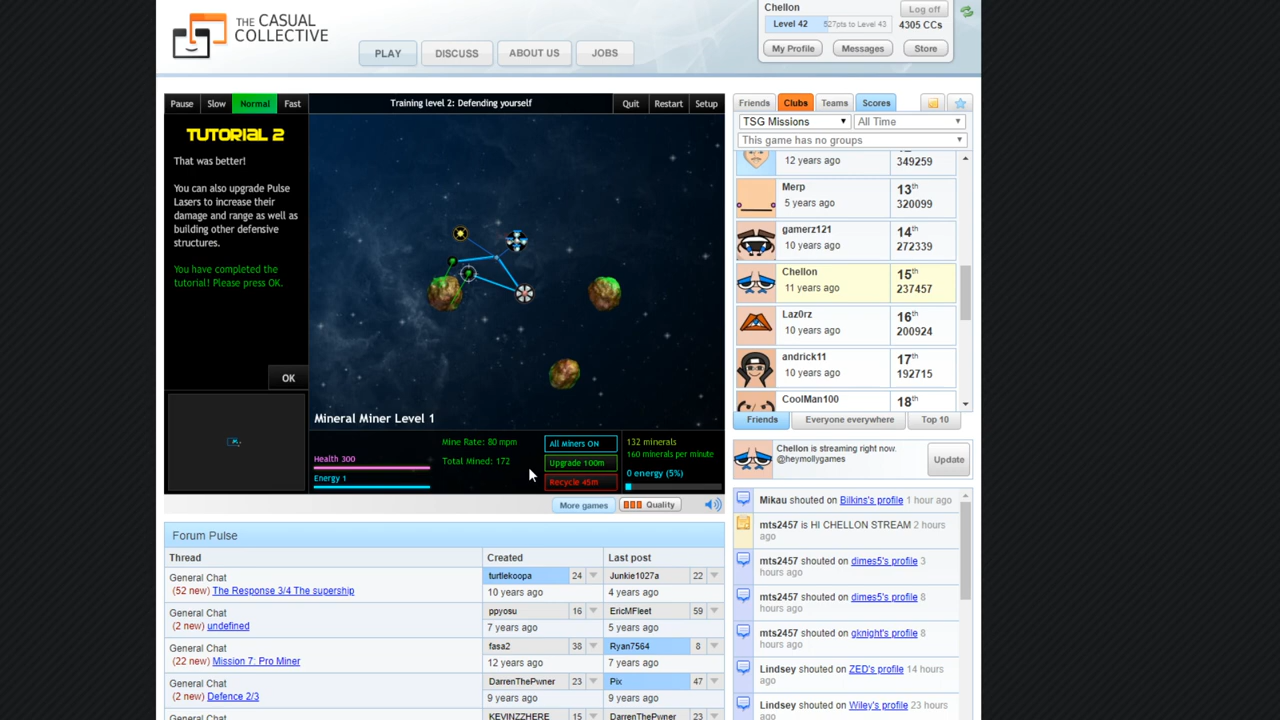 THE CASUAL
COLLECTIVE
PLAY
DISCUSS
ABOUT US
JOBS
Chellon
Log off
Level 42
527pts to Level 43
4305 CCs
My Profile
Messages
Store
Pause
Slow
Normal
Fast
Training level 2: Defending yourself
Quit
Restart
Setup
TUTORIAL 2
That was better!
You can also upgrade Pulse
Lasers to increase their
damage and range as well as
building other defensive
structures.
You have completed the
tutorial! Please press OK.
OK
Mineral Miner Level 1
Health 300
Energy 1
Mine Rate: 80 mpm
Total Mined: 172
All Miners ON
Upgrade 100m
Recycle 45m
132 minerals
160 minerals per minute
0 energy (5%)
More games
Quality
Friends
Clubs
Teams
Scores
TSG Missions
All Time
This game has no groups
12 years ago
349259
Merp
13th
5 years ago
320099
gamerz121
14th
10 years ago
272339
Chellon
15th
11 years ago
237457
Laz0rz
16th
10 years ago
200924
andrick11
17th
10 years ago
192715
CoolMan100
18th
Friends
Everyone everywhere
Top 10
Chellon is streaming right now.
@heymollygames
Update
Mikau shouted on Bilkins's profile 1 hour ago
mts2457 is HI CHELLON STREAM 2 hours
ago
mts2457 shouted on dimes5's profile 3
hours ago
mts2457 shouted on dimes5's profile 8
hours ago
mts2457 shouted on gknight's profile 8
hours ago
Lindsey shouted on ZED's profile 14 hours
ago
Lindsey shouted on Wiley's profile 23 hours
ago
Forum Pulse
Thread
Created
Last post
General Chat
(52 new) The Response 3/4 The supership
turtlekoopa 24
10 years ago
Junkie1027a 22
4 years ago
General Chat
(2 new) undefined
ppyosu 16
7 years ago
EricMFleet 59
5 years ago
General Chat
(22 new) Mission 7: Pro Miner
fasa2 38
12 years ago
Ryan7564 8
7 years ago
General Chat
(2 new) Defence 2/3
DarrenThePwner 23
9 years ago
Pix 47
9 years ago
General Chat
KEVINZZHERE 15
DarrenThePwner 23